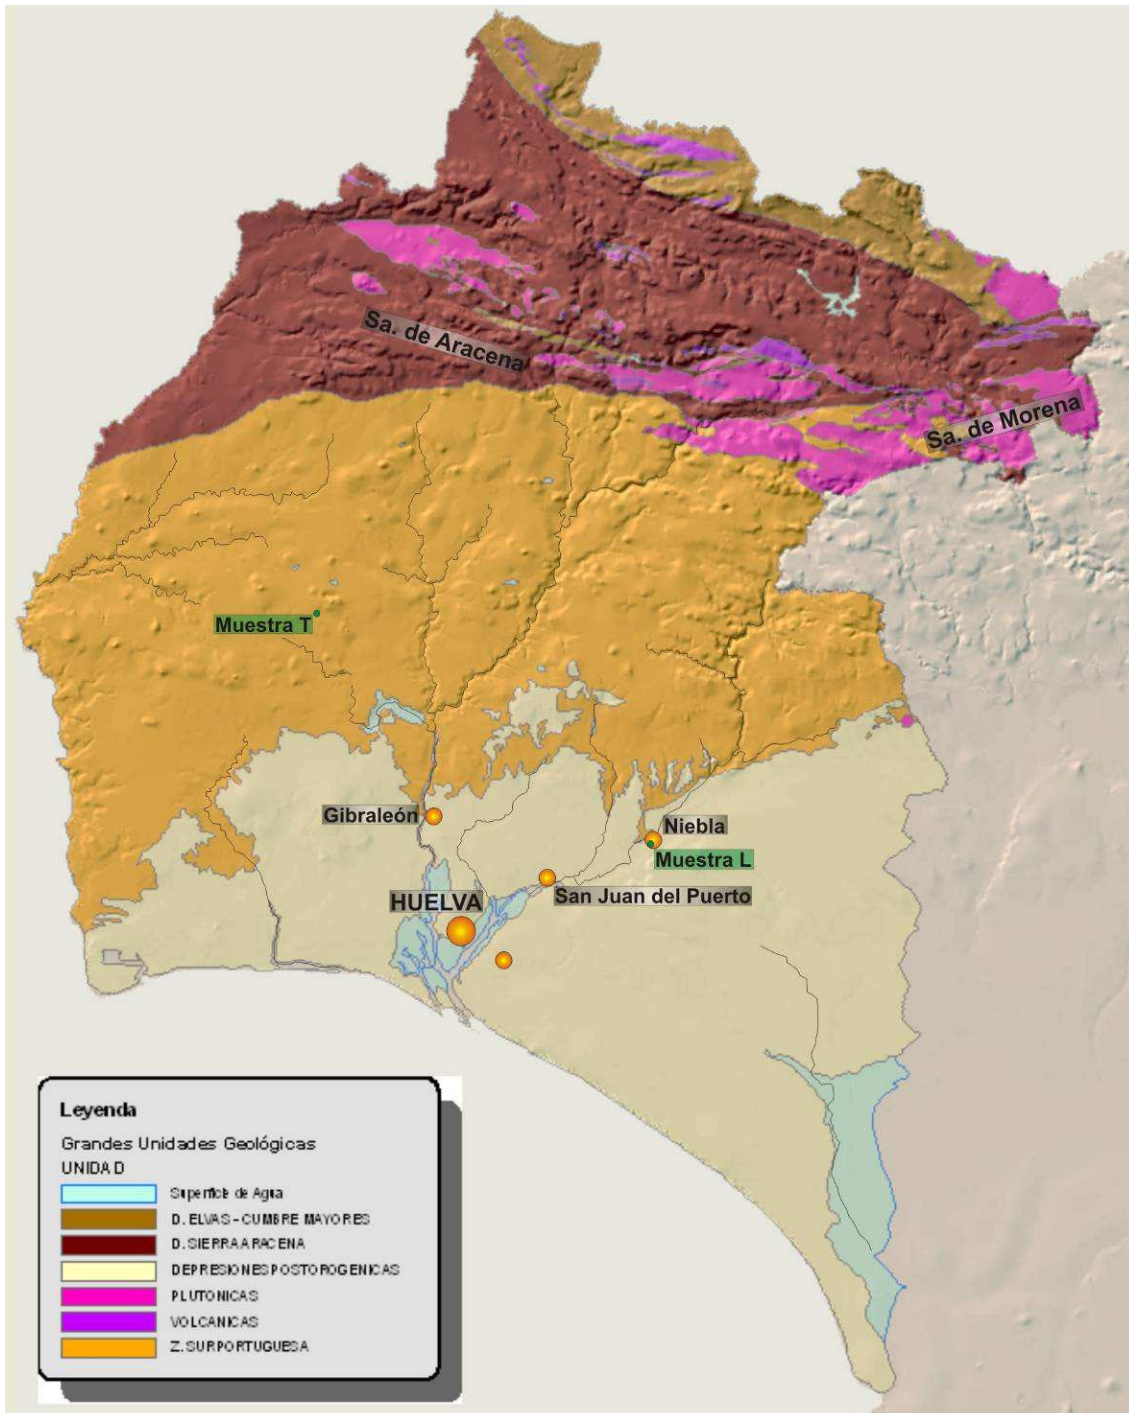 Sa. de Aracena
Sa. de Morena
Muestra T
Gibraleón
Niebla
Muestra L
San Juan del Puerto
HUELVA
Leyenda
Grandes Unidades Geológicas
UNIDAD
Superficie de Agua
D. ELVAS - CUMBRE MAYORES
D. SIERRA ARACENA
DEPRESIONES POSTOROGENICAS
PLUTONICAS
VOLCANICAS
Z. SURPORTUGUESA